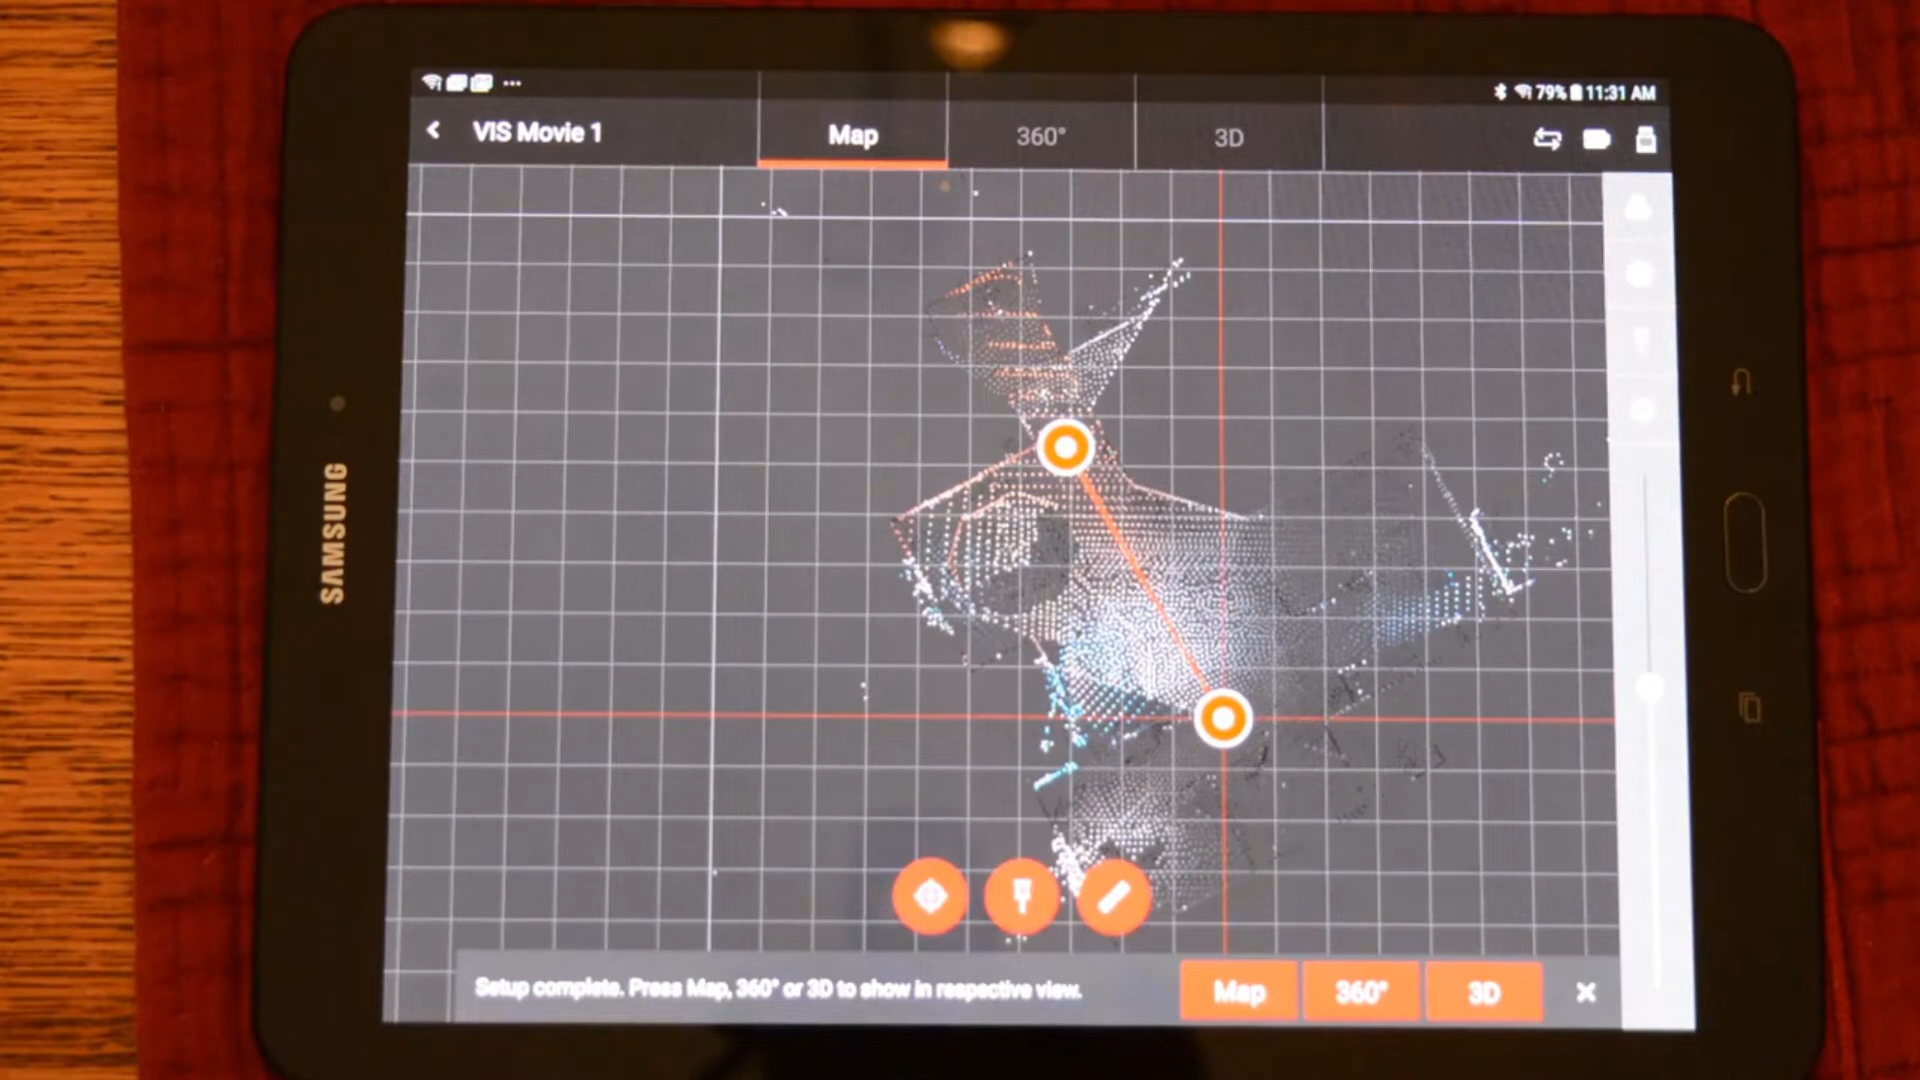 79% 11:31 AM
VIS Movie 1
Map
360°
3D
SAMSUNG
Setup complete. Press Map, 360° or 3D to show in respective view.
Map
360°
3D